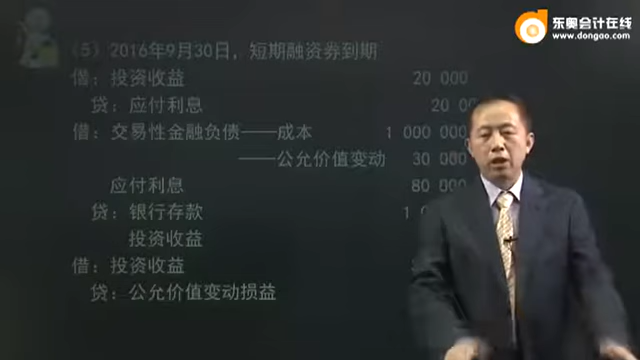 东奥会计在线
www.dongao.com
(5) 2016年9月30日，短期融资券到期
借：投资收益 20 000
贷：应付利息 20 00
借：交易性金融负债——成本 1 000 000
——公允价值变动 30 000
应付利息 80 000
贷：银行存款 1
投资收益
借：投资收益
贷：公允价值变动损益